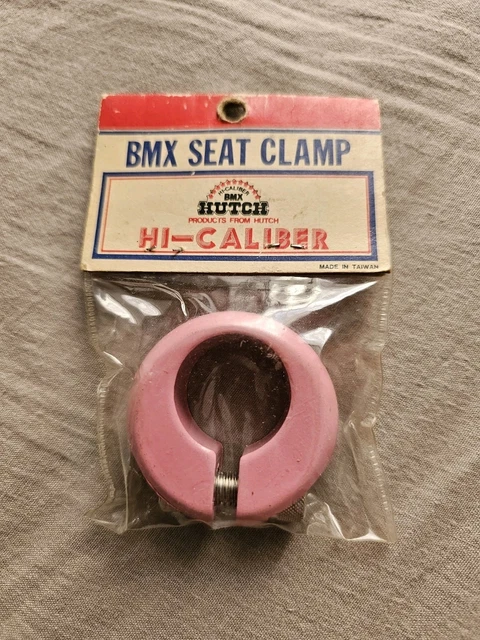 BMX SEAT CLAMP
HI-CALIBER
BMX
HUTCH
PRODUCTS FROM HUTCH
HI-CALIBER
MADE IN TAIWAN